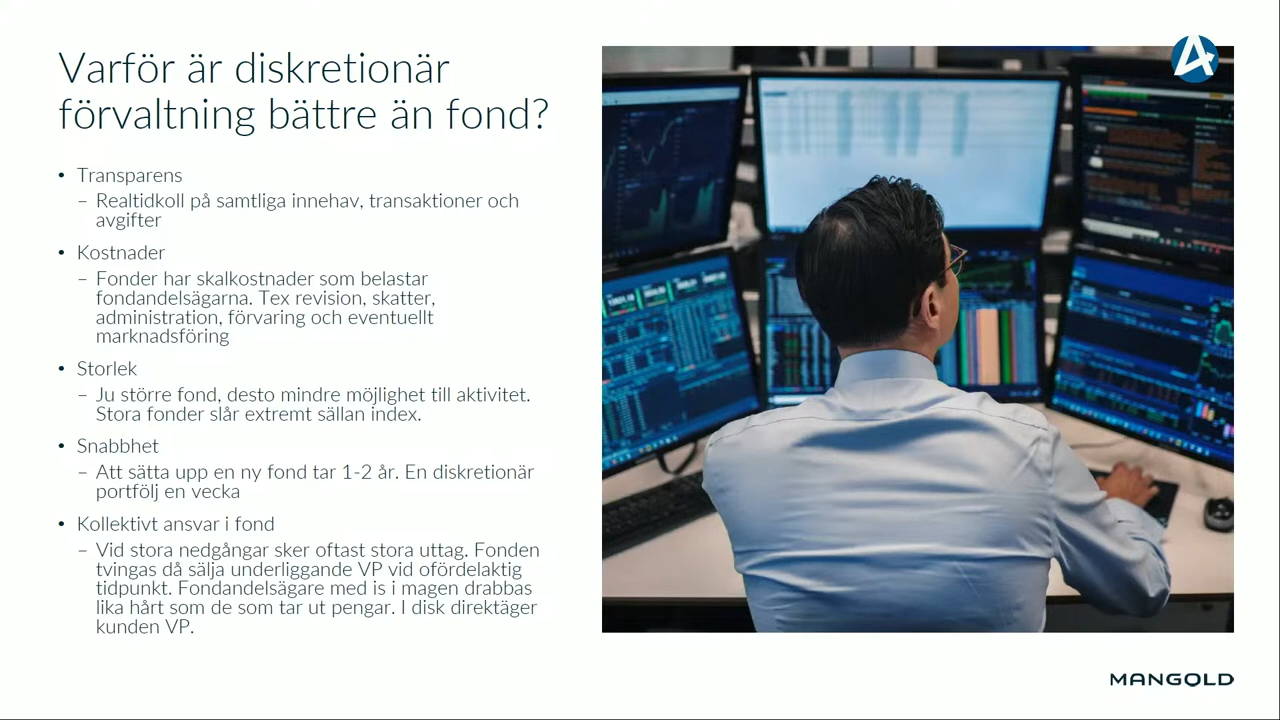 Varför är diskretionär
förvaltning bättre än fond?
• Transparens
– Realtidkoll på samtliga innehav, transaktioner och
avgifter
• Kostnader
– Fonder har skalkostnader som belastar
fondandelsägarna. Tex revision, skatter,
administration, förvaring och eventuellt
marknadsföring
• Storlek
– Ju större fond, desto mindre möjlighet till aktivitet.
Stora fonder slår extremt sällan index.
• Snabbhet
– Att sätta upp en ny fond tar 1-2 år. En diskretionär
portfölj en vecka
• Kollektivt ansvar i fond
– Vid stora nedgångar sker oftast stora uttag. Fonden
tvingas då sälja underliggande VP vid ofördelaktig
tidpunkt. Fondandelsägare med is i magen drabbas
lika hårt som de som tar ut pengar. I disk direktäger
kunden VP.
MANGOLD